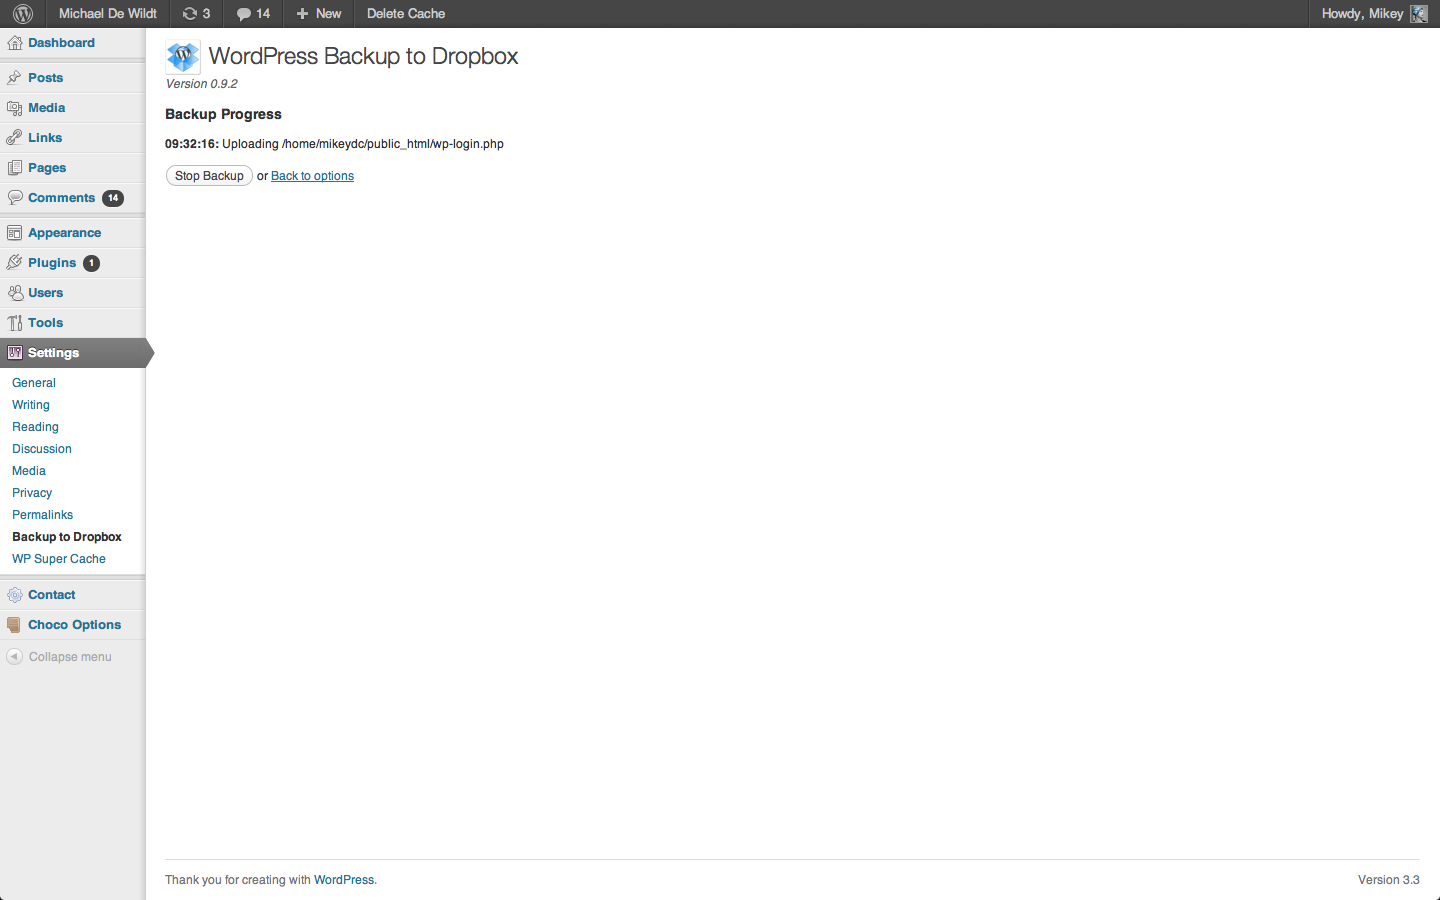 Michael De Wildt 3 14 + New Delete Cache Howdy, Mikey
Dashboard
Posts
Media
Links
Pages
Comments 14
Appearance
Plugins 1
Users
Tools
Settings
General
Writing
Reading
Discussion
Media
Privacy
Permalinks
Backup to Dropbox
WP Super Cache
Contact
Choco Options
Collapse menu
WordPress Backup to Dropbox
Version 0.9.2
Backup Progress
09:32:16: Uploading /home/mikeydc/public_html/wp-login.php
Stop Backup or Back to options
Thank you for creating with WordPress. Version 3.3